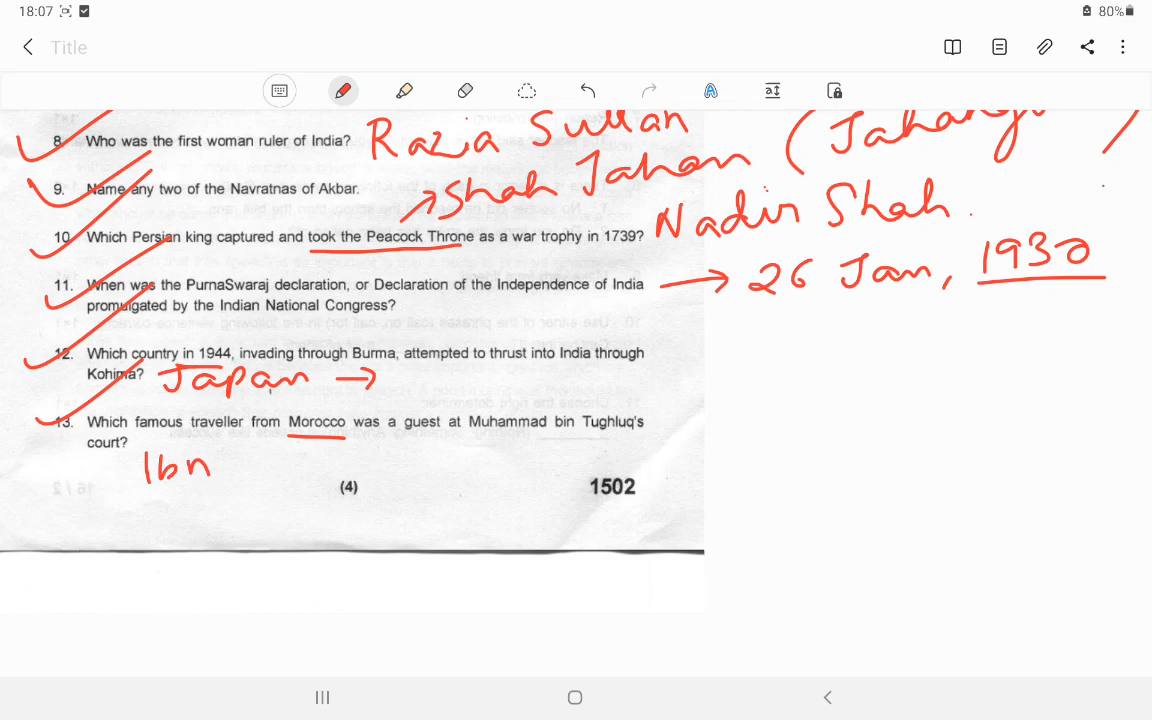 18:07
80%
Title
8. Who was the first woman ruler of India? Razia Sultan
9. Name any two of the Navratnas of Akbar. Shah Jahan (Jahangir)
10. Which Persian king captured and took the Peacock Throne as a war trophy in 1739? Nadir Shah.
11. When was the PurnaSwaraj declaration, or Declaration of the Independence of India → 26 Jan, 1930
promulgated by the Indian National Congress?
12. Which country in 1944, invading through Burma, attempted to thrust into India through
Kohima? Japan →
13. Which famous traveller from Morocco was a guest at Muhammad bin Tughluq's
court?
Ibn
(4) 1502